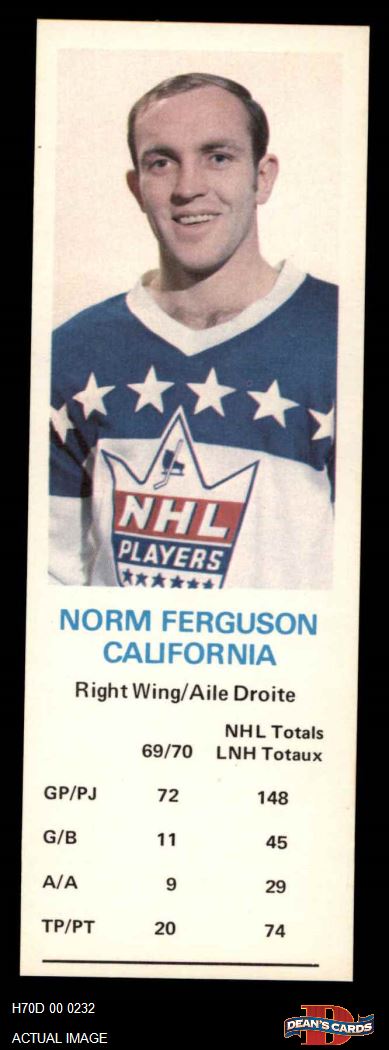 NHL
PLAYERS
NORM FERGUSON
CALIFORNIA
Right Wing/Aile Droite
NHL Totals
69/70 LNH Totaux
GP/PJ 72 148
G/B 11 45
A/A 9 29
TP/PT 20 74
H70D 00 0232
ACTUAL IMAGE
D
DEAN'S CARDS